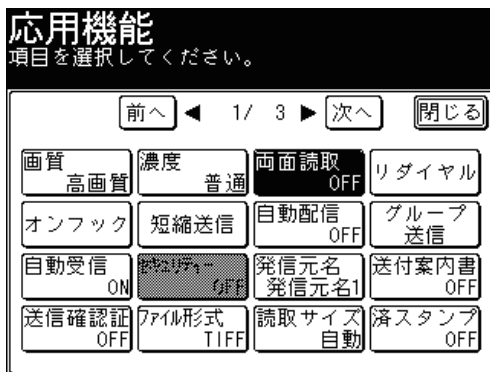 応用機能
項目を選択してください。
前へ ◀ 1/ 3 ▶ 次へ 閉じる
画質 濃度 両面読取 リダイヤル
高画質 普通 OFF
オンフック 短縮送信 自動配信 グループ
OFF 送信
自動受信 セキュリティー 発信元名 送付案内書
ON OFF 発信元名1 OFF
送信確認証 ファイル形式 読取サイズ 済スタンプ
OFF TIFF 自動 OFF